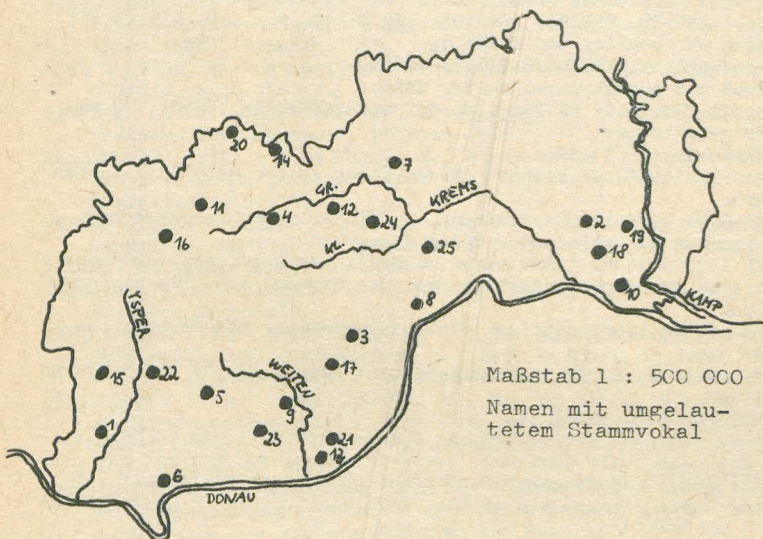 20
14
7
11
GR.
12
KREMS
4
24
2
19
16
KL.
25
18
10
YSPER
8
KAMP
3
17
15
22
WEITEN
5
9
Maßstab 1 : 500 000
Namen mit umgelau-
tetem Stammvokal
1
23
21
13
6
DONAU